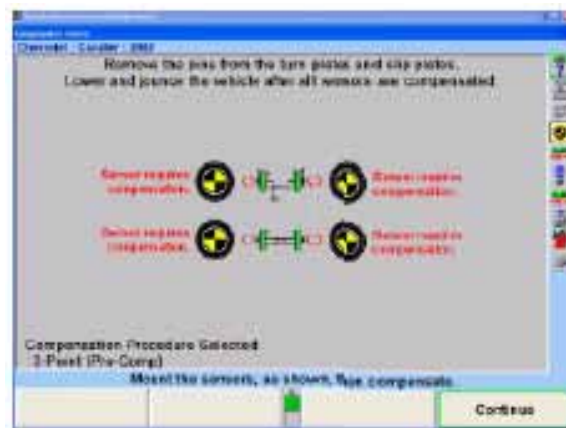 Chevrolet - Cavalier - 2002
Remove the pins from the turn plates and slip plates.
Lower and jounce the vehicle after all sensors are compensated.
Sensor requires compensation.
Sensor requires compensation.
Sensor requires compensation.
Sensor requires compensation.
Compensation Procedure Selected
3-Point (Pre-Comp)
Mount the sensors, as shown, then compensate.
Continue